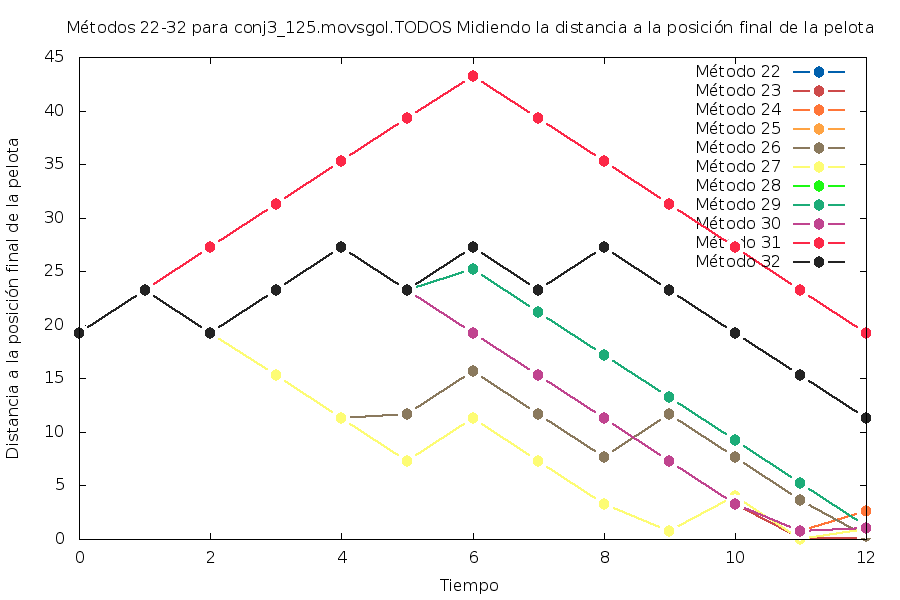 Métodos 22-32 para conj3_125.movsgol.TODOS Midiendo la distancia a la posición final de la pelota
Distancia a la posición final de la pelota
45
40
35
30
25
20
15
10
5
0
Método 22
Método 23
Método 24
Método 25
Método 26
Método 27
Método 28
Método 29
Método 30
Método 31
Método 32
0 2 4 6 8 10 12
Tiempo